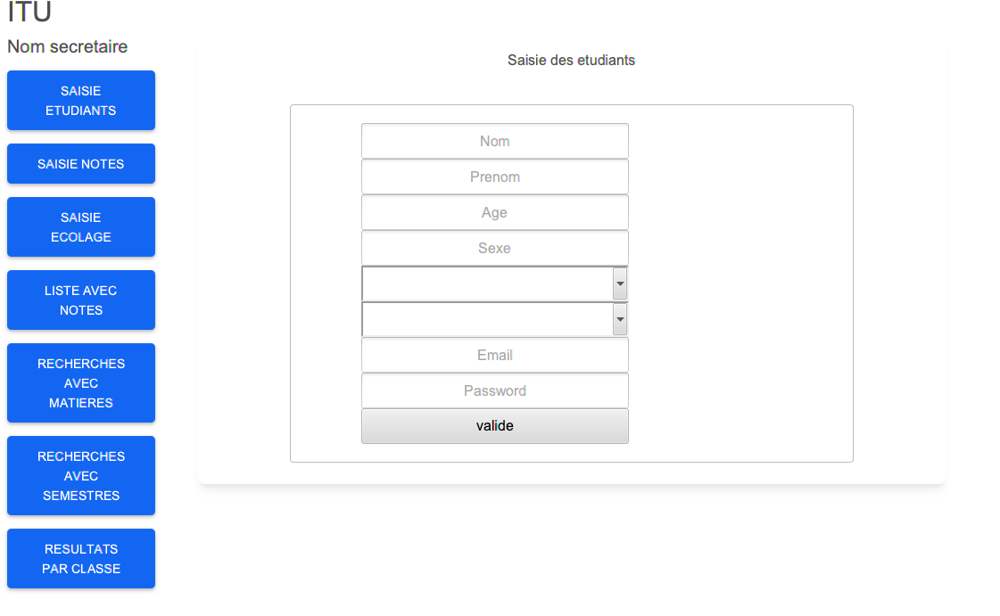 ITU
Nom secretaire
SAISIE
ETUDIANTS
SAISIE NOTES
SAISIE
ECOLAGE
LISTE AVEC
NOTES
RECHERCHES
AVEC
MATIERES
RECHERCHES
AVEC
SEMESTRES
RESULTATS
PAR CLASSE
Saisie des etudiants
Nom
Prenom
Age
Sexe
Email
Password
valide